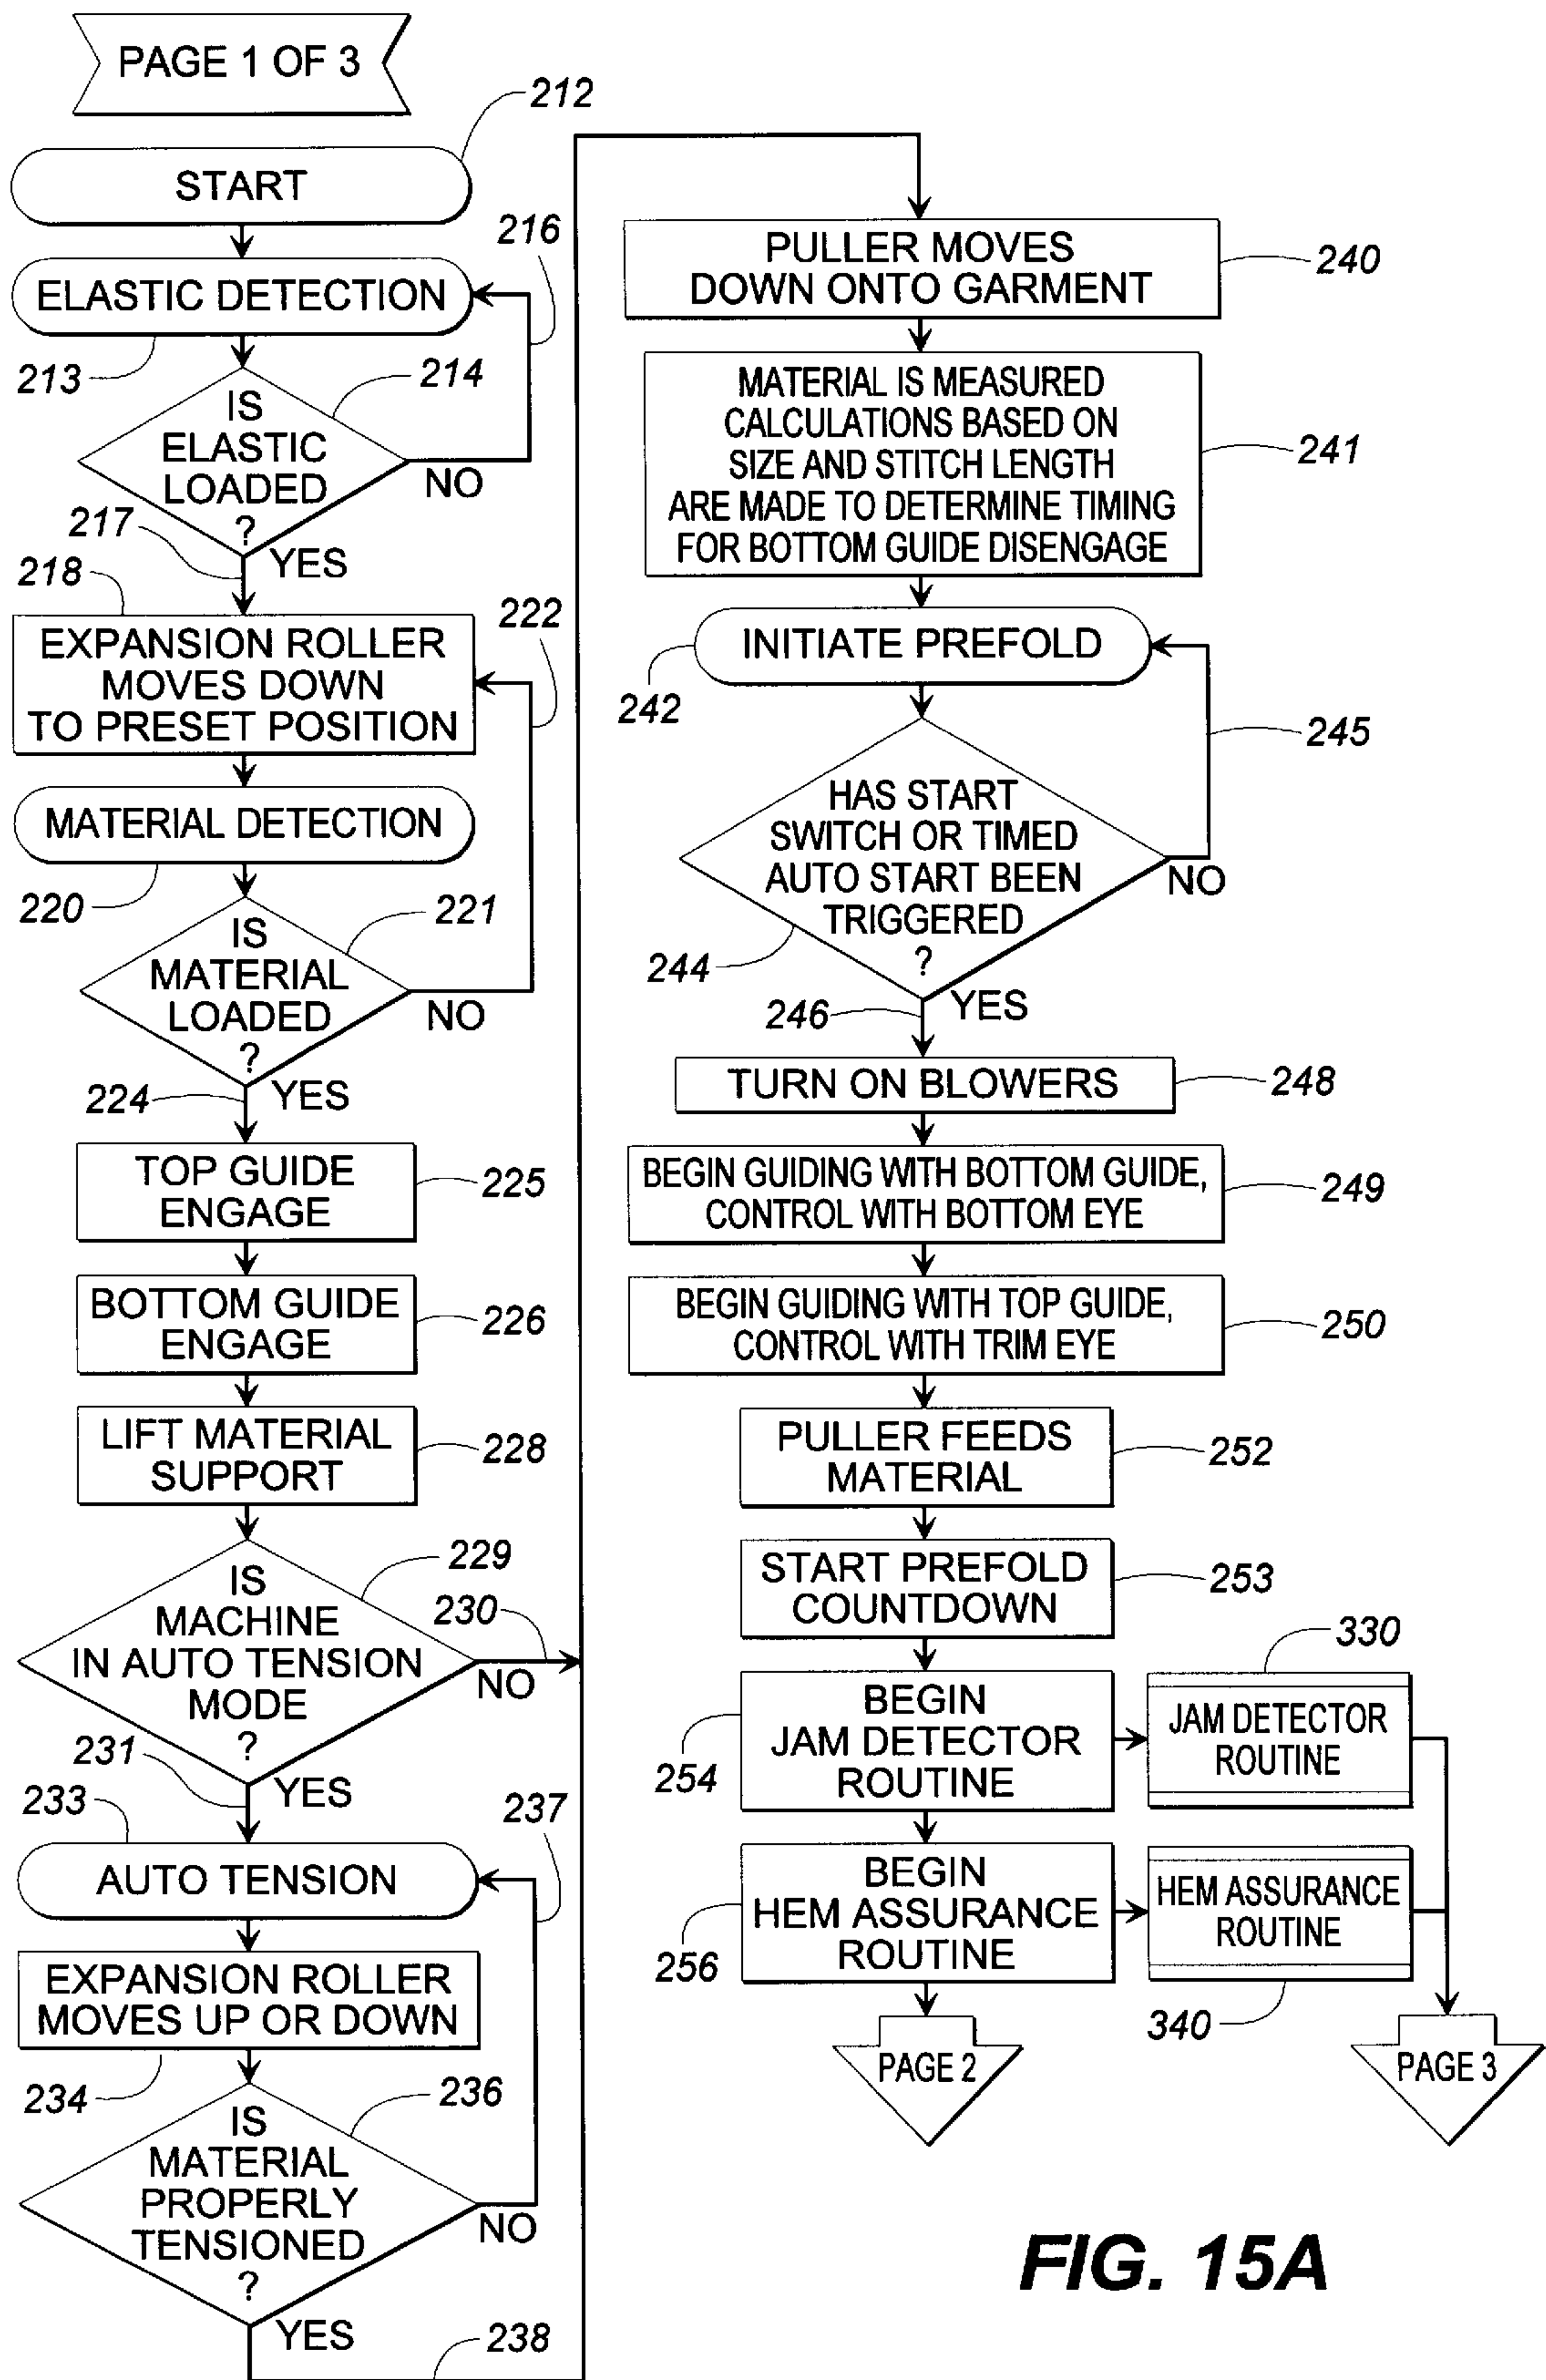 PAGE 1 OF 3
212
START
216
ELASTIC DETECTION
213
214
IS
ELASTIC
LOADED
?
NO
217
YES
218
EXPANSION ROLLER
MOVES DOWN
TO PRESET POSITION
222
MATERIAL DETECTION
220
221
IS
MATERIAL
LOADED
?
NO
224
YES
TOP GUIDE
ENGAGE
225
BOTTOM GUIDE
ENGAGE
226
LIFT MATERIAL
SUPPORT
228
229
IS
MACHINE
IN AUTO TENSION
MODE
?
230
NO
231
YES
233
237
AUTO TENSION
EXPANSION ROLLER
MOVES UP OR DOWN
234
236
IS
MATERIAL
PROPERLY
TENSIONED
?
NO
YES
238
PULLER MOVES
DOWN ONTO GARMENT
240
MATERIAL IS MEASURED
CALCULATIONS BASED ON
SIZE AND STITCH LENGTH
ARE MADE TO DETERMINE TIMING
FOR BOTTOM GUIDE DISENGAGE
241
INITIATE PREFOLD
242
245
HAS START
SWITCH OR TIMED
AUTO START BEEN
TRIGGERED
?
NO
244
246
YES
TURN ON BLOWERS
248
BEGIN GUIDING WITH BOTTOM GUIDE,
CONTROL WITH BOTTOM EYE
249
BEGIN GUIDING WITH TOP GUIDE,
CONTROL WITH TRIM EYE
250
PULLER FEEDS
MATERIAL
252
START PREFOLD
COUNTDOWN
253
BEGIN
JAM DETECTOR
ROUTINE
254
330
JAM DETECTOR
ROUTINE
BEGIN
HEM ASSURANCE
ROUTINE
256
HEM ASSURANCE
ROUTINE
340
PAGE 2
PAGE 3
FIG. 15A